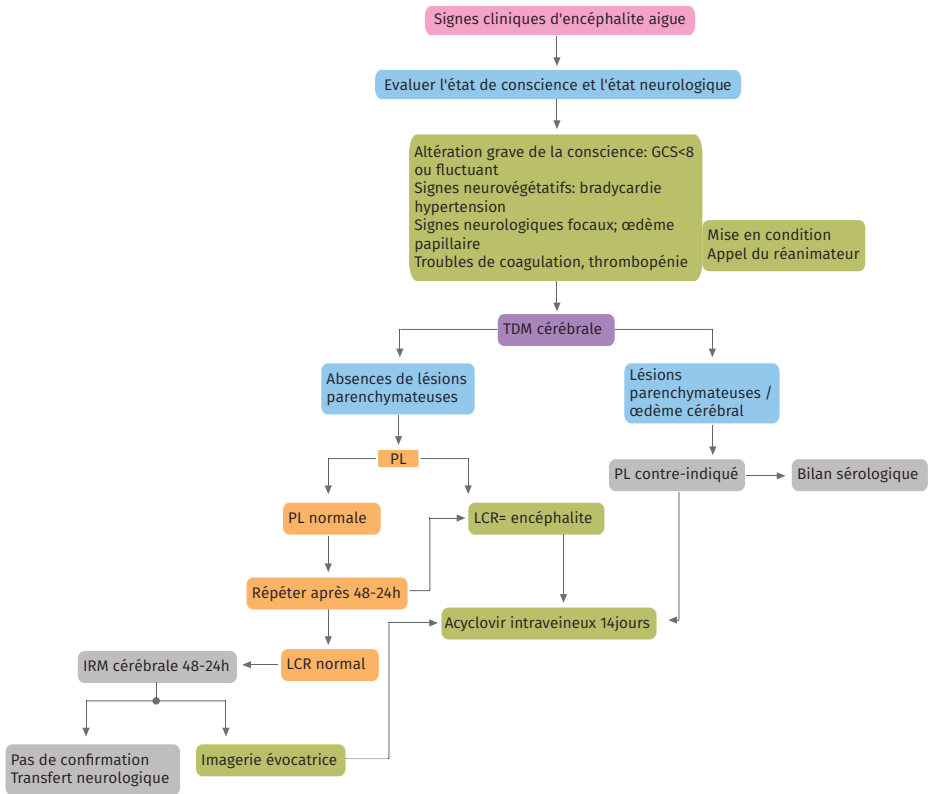 Signes cliniques d'encéphalite aigue
Evaluer l'état de conscience et l'état neurologique
Altération grave de la conscience: GCS<8
ou fluctuant
Signes neurovégétatifs: bradycardie
hypertension
Signes neurologiques focaux; œdème
papillaire
Troubles de coagulation, thrombopénie
Mise en condition
Appel du réanimateur
TDM cérébrale
Absences de lésions
parenchymateuses
Lésions
parenchymateuses /
œdème cérébral
PL
PL contre-indiqué
Bilan sérologique
PL normale
LCR= encéphalite
Répéter après 48-24h
Acyclovir intraveineux 14jours
LCR normal
IRM cérébrale 48-24h
Pas de confirmation
Transfert neurologique
Imagerie évocatrice